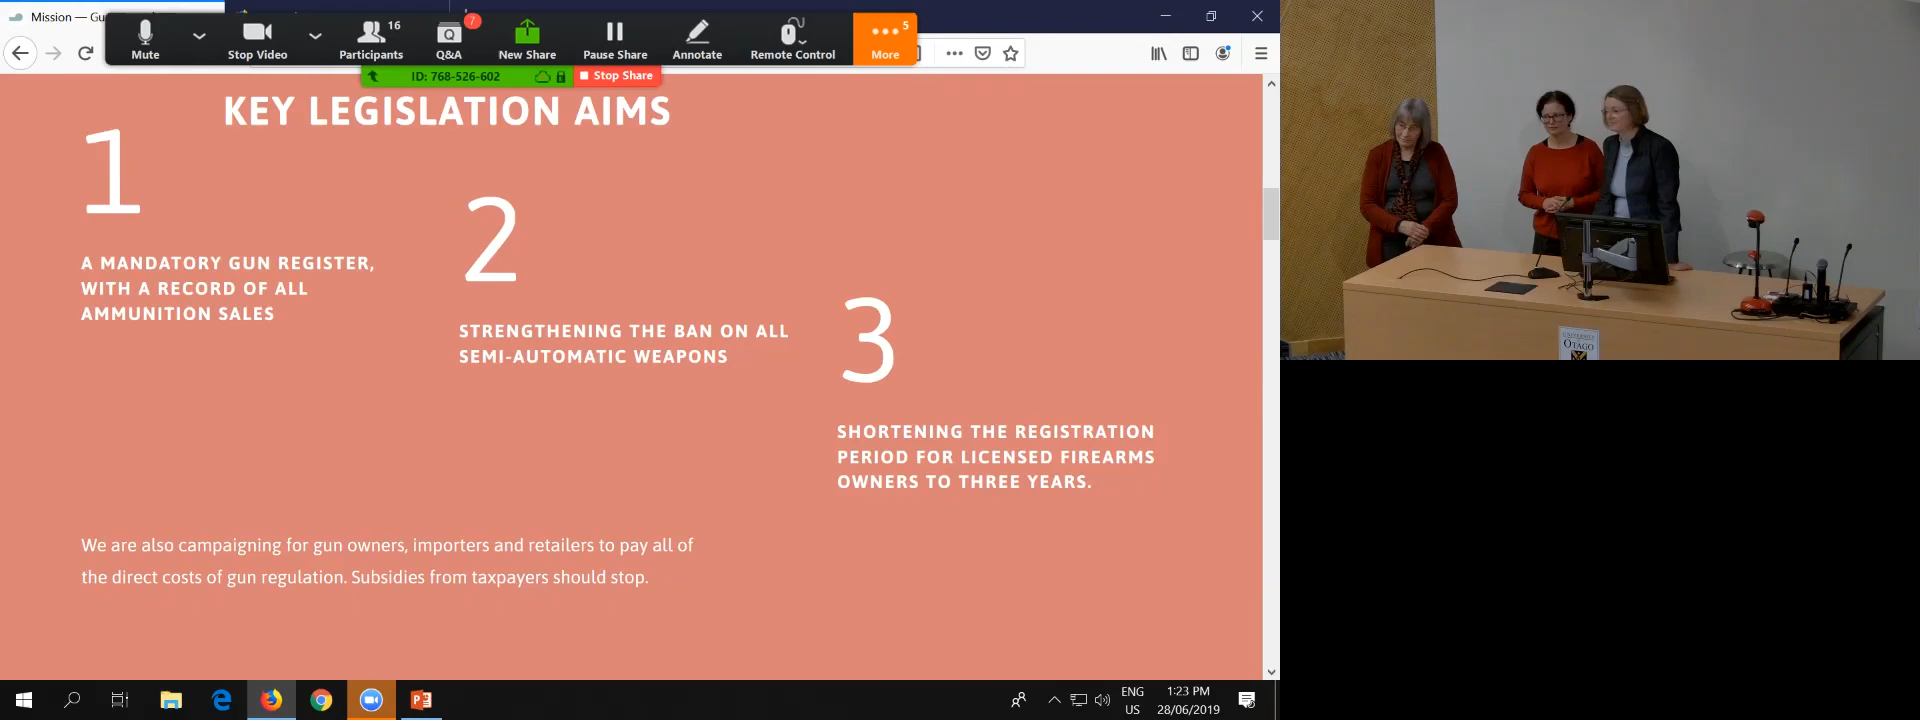 Mission — Gu
Mute
Stop Video
16
Participants
7
Q&A
New Share
Pause Share
Annotate
Remote Control
5
More
ID: 768-526-602
Stop Share
KEY LEGISLATION AIMS
1
A MANDATORY GUN REGISTER,
WITH A RECORD OF ALL
AMMUNITION SALES
2
STRENGTHENING THE BAN ON ALL
SEMI-AUTOMATIC WEAPONS
3
SHORTENING THE REGISTRATION
PERIOD FOR LICENSED FIREARMS
OWNERS TO THREE YEARS.
We are also campaigning for gun owners, importers and retailers to pay all of
the direct costs of gun regulation. Subsidies from taxpayers should stop.
ENG
US
1:23 PM
28/06/2019
UNIVERSITY
OTAGO